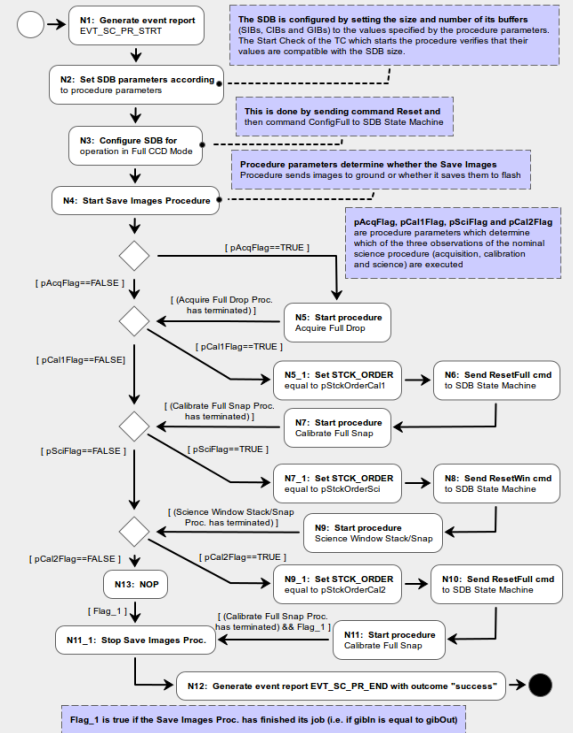 N1: Generate event report
EVT_SC_PR_STRT
The SDB is configured by setting the size and number of its buffers
(SIBs, CIBs and GIBs) to the values specified by the procedure parameters.
The Start Check of the TC which starts the procedure verifies that their
values are compatible with the SDB size.
N2: Set SDB parameters according
to procedure parameters
This is done by sending command Reset and
then command ConfigFull to SDB State Machine
N3: Configure SDB for
operation in Full CCD Mode
Procedure parameters determine whether the Save Images
Procedure sends images to ground or whether it saves them to flash
N4: Start Save Images Procedure
pAcqFlag, pCal1Flag, pSciFlag and pCal2Flag
are procedure parameters which determine
which of the three observations of the nominal
science procedure (acquisition, calibration
and science) are executed
[ pAcqFlag==TRUE ]
[ pAcqFlag==FALSE ]
[ (Acquire Full Drop Proc.
has terminated) ]
N5: Start procedure
Acquire Full Drop
[ pCal1Flag==TRUE ]
[ pCal1Flag==FALSE]
N5_1: Set STCK_ORDER
equal to pStckOrderCal1
N6: Send ResetFull cmd
to SDB State Machine
[ (Calibrate Full Snap Proc.
has terminated) ]
N7: Start procedure
Calibrate Full Snap
[ pSciFlag==FALSE ]
[ pSciFlag==TRUE ]
N7_1: Set STCK_ORDER
equal to pStckOrderSci
N8: Send ResetWin cmd
to SDB State Machine
[ (Science Window Stack/Snap
Proc. has terminated) ]
N9: Start procedure
Science Window Stack/Snap
[ pCal2Flag==FALSE ]
[ pCal2Flag==TRUE ]
N13: NOP
N9_1: Set STCK_ORDER
equal to pStckOrderCal2
N10: Send ResetFull cmd
to SDB State Machine
[ Flag_1 ]
[ (Calibrate Full Snap Proc.
has terminated) && Flag_1 ]
N11_1: Stop Save Images Proc.
N11: Start procedure
Calibrate Full Snap
N12: Generate event report EVT_SC_PR_END with outcome "success"
Flag_1 is true if the Save Images Proc. has finished its job (i.e. if gibIn is equal to gibOut)